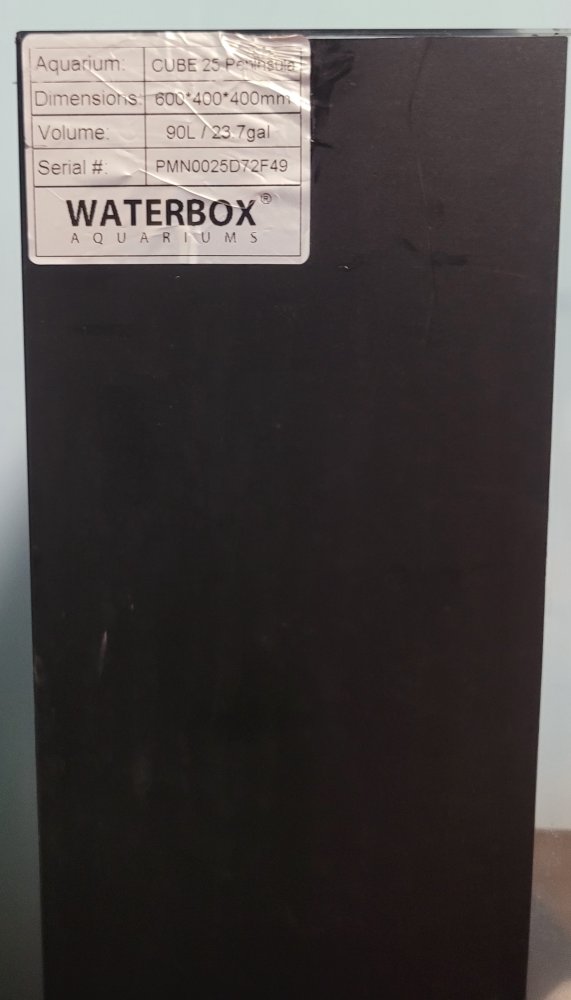 Aquarium: CUBE 25 Peninsula
Dimensions: 600*400*400mm
Volume: 90L / 23.7gal
Serial #: PMN0025D72F49
WATERBOX®
AQUARIUMS